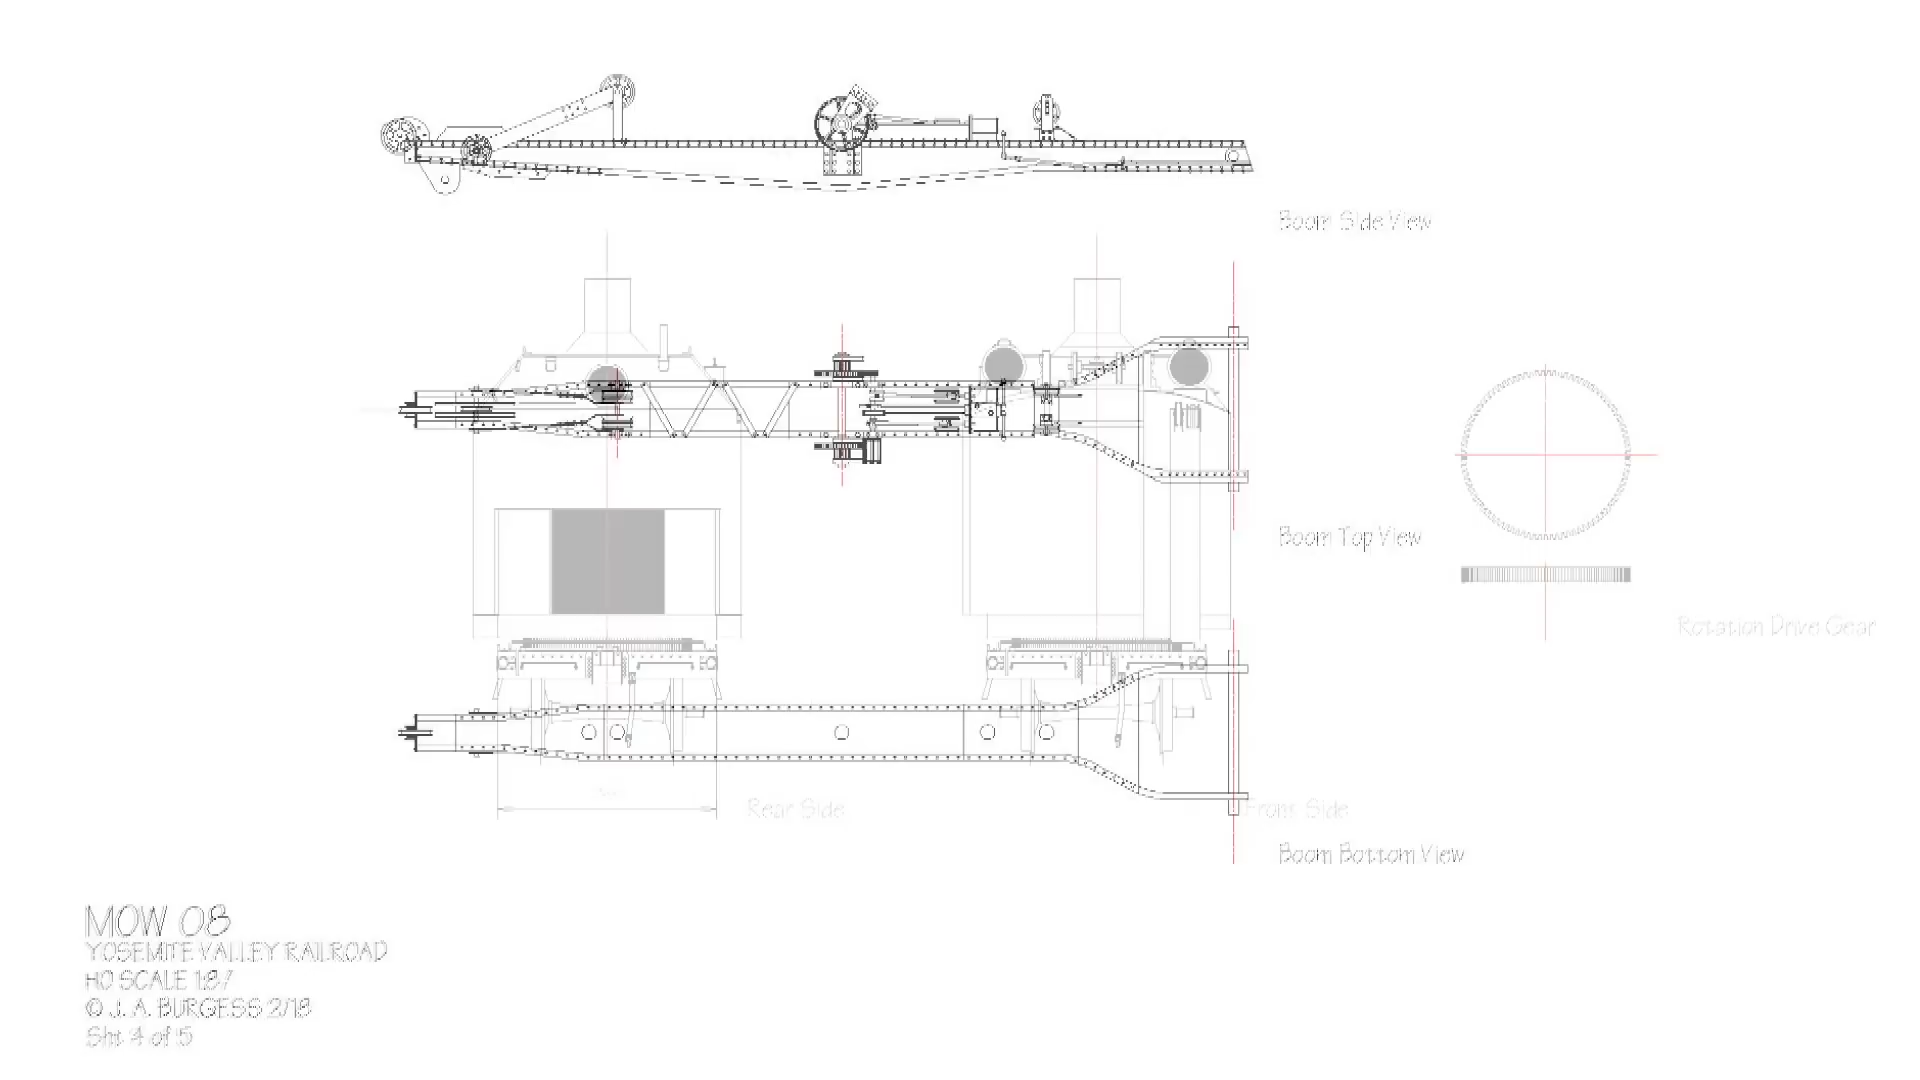 Boom Side View
Boom Top View
Rotation Drive Gear
Rear Side
Front Side
Boom Bottom View
MOW 08
YOSEMITE VALLEY RAILROAD
HO SCALE 1:87
© J. A. BURGESS 2/18
Sht 4 of 5